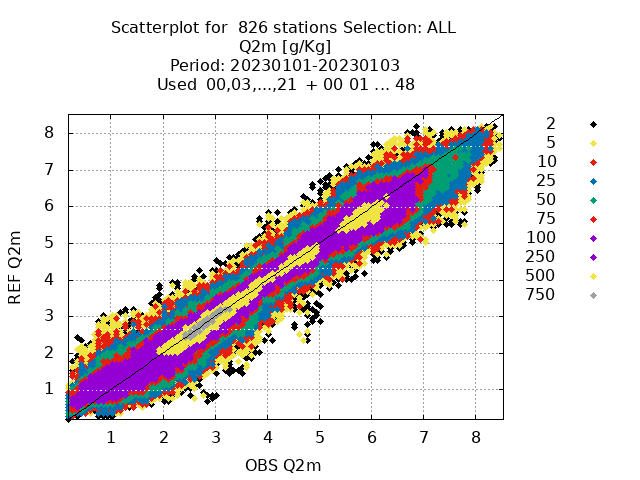 Scatterplot for  826 stations Selection: ALL
Q2m [g/Kg]
Period: 20230101-20230103
Used  00,03,...,21  + 00 01 ... 48
REF Q2m
8
7
6
5
4
3
2
1
1 2 3 4 5 6 7 8
OBS Q2m
2
5
10
25
50
75
100
250
500
750